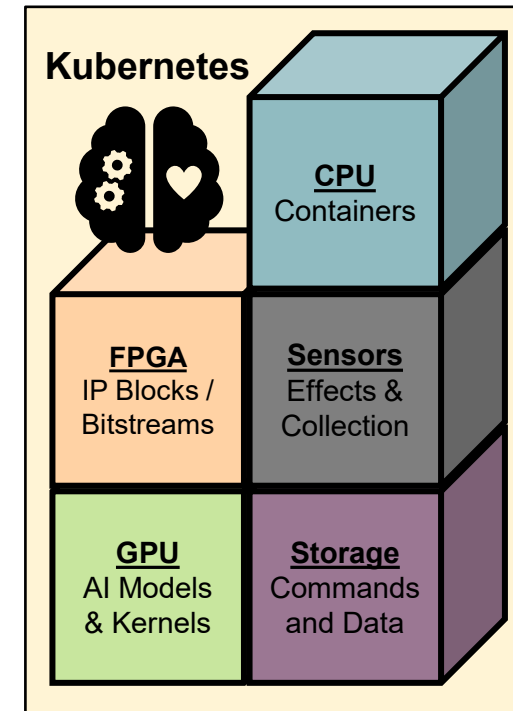 Kubernetes
CPU
Containers
FPGA
IP Blocks /
Bitstreams
Sensors
Effects &
Collection
GPU
AI Models
& Kernels
Storage
Commands
and Data